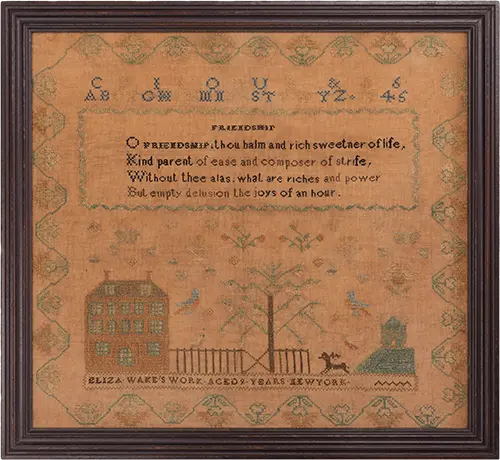 C I O U & 6
AB GH MN ST YZ. 45
FRIENDSHIP
O FRIENDSHIP, thou balm and rich sweetner of life,
Kind parent of ease and composer of strife,
Without thee alas, what are riches and power
But empty delusion the joys of an hour.
ELIZA WAKE'S WORK AGED 9 YEARS NEWYORK